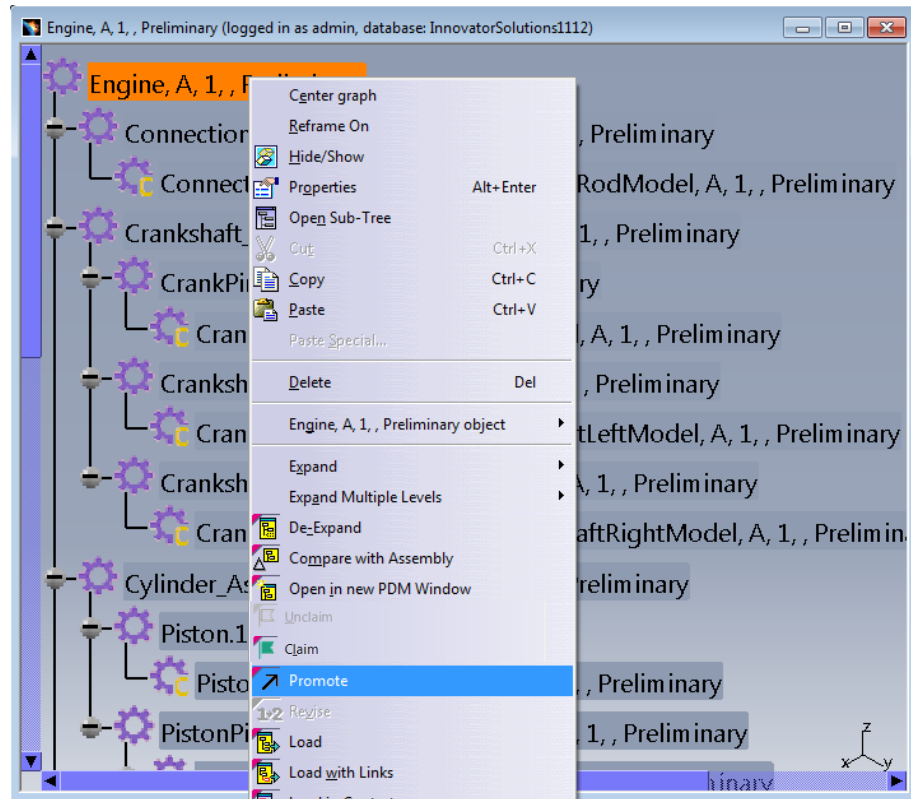 Engine, A, 1, , Preliminary (logged in as admin, database: InnovatorSolutions1112)
Engine, A, 1, ,
Center graph
Connection , Preliminary
Reframe On
Hide/Show
Connect RodModel, A, 1, , Preliminary
Properties Alt+Enter
Open Sub-Tree
Crankshaft_ 1, , Preliminary
Cut Ctrl+X
CrankPi ry
Copy Ctrl+C
Paste Ctrl+V
Cran , A, 1, , Preliminary
Paste Special...
Delete Del
Cranksh , Preliminary
Engine, A, 1, , Preliminary object
Cran tLeftModel, A, 1, , Preliminary
Expand
Cranksh , 1, , Preliminary
Expand Multiple Levels
De-Expand
Cran aftRightModel, A, 1, , Prelimin
Compare with Assembly
Open in new PDM Window
Cylinder_As reliminary
Unclaim
Piston.1
Claim
Promote
Pisto , , Preliminary
Revise
1→2
PistonPi 1, , Preliminary
Load
z
Load with Links
x y